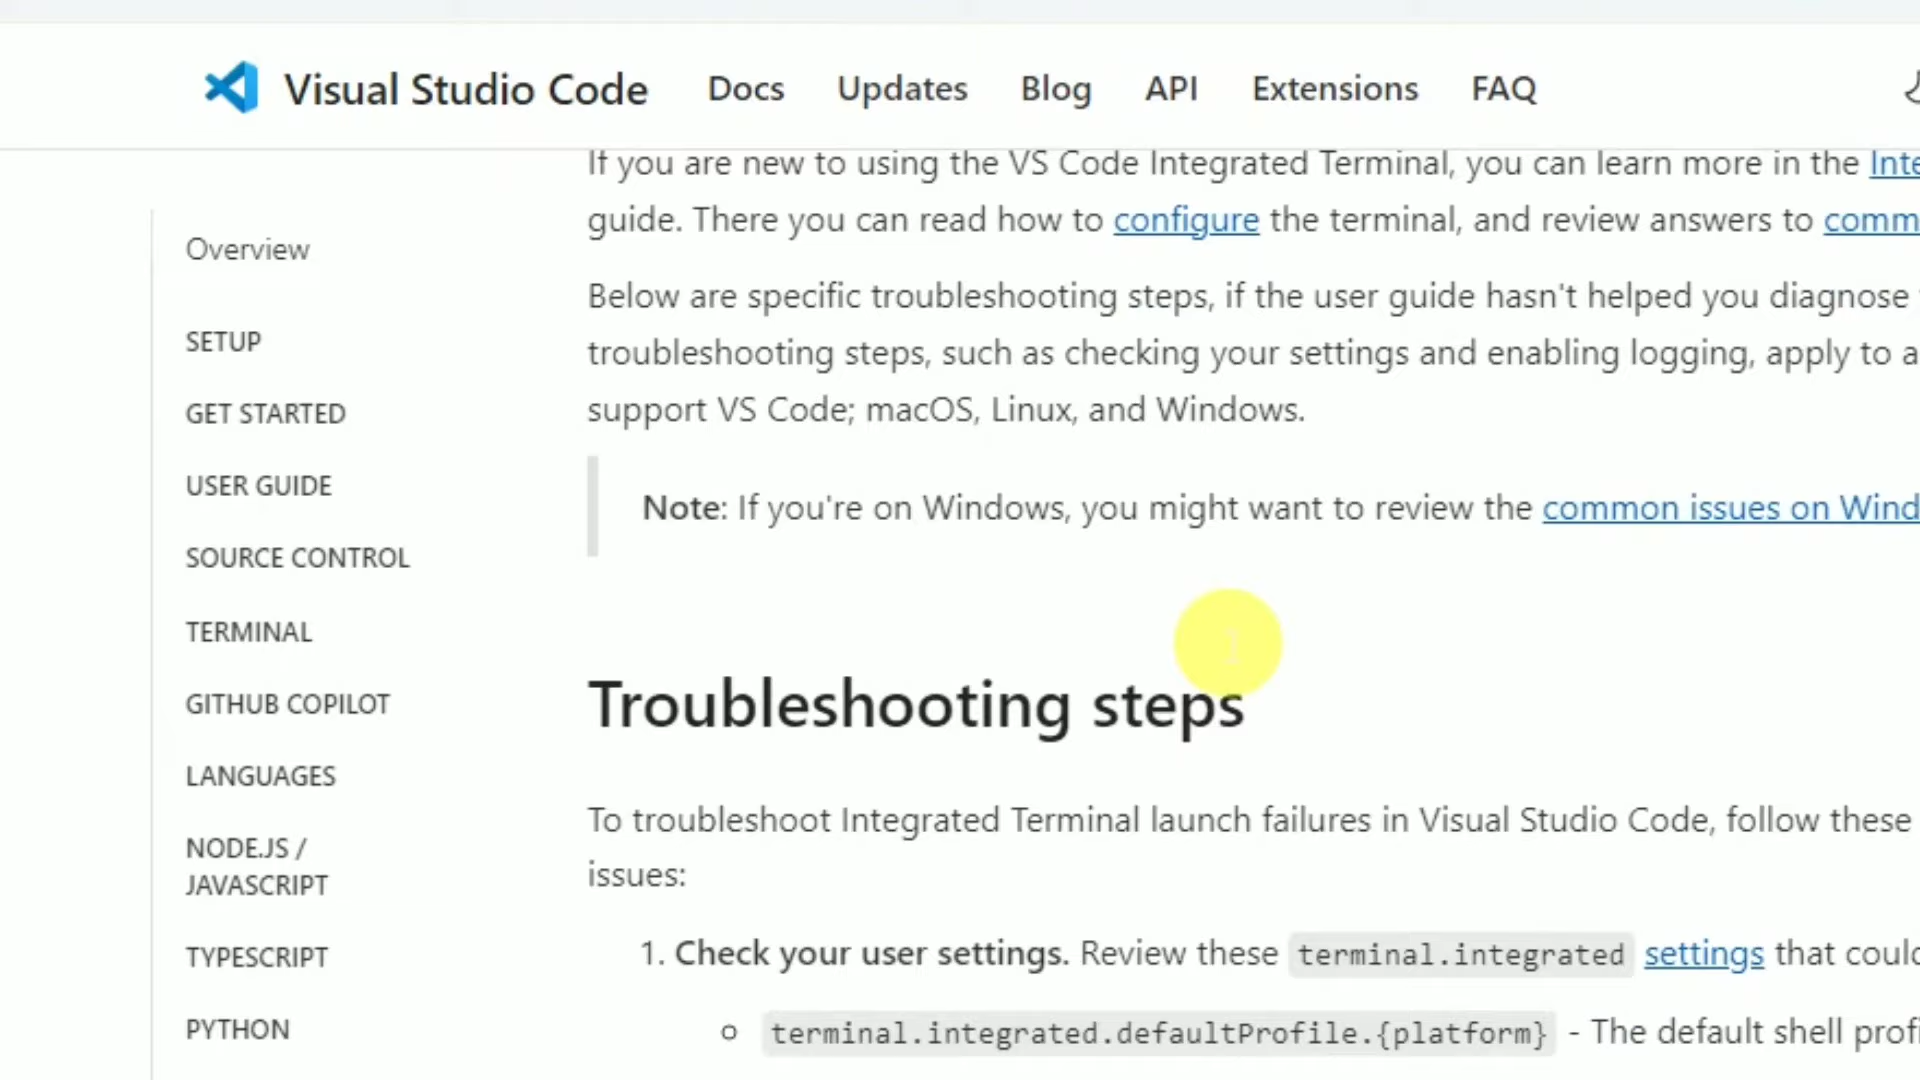 Visual Studio Code Docs Updates Blog API Extensions FAQ
If you are new to using the VS Code Integrated Terminal, you can learn more in the
guide. There you can read how to configure the terminal, and review answers to
Overview
Below are specific troubleshooting steps, if the user guide hasn't helped you diagnose
SETUP
troubleshooting steps, such as checking your settings and enabling logging, apply to
GET STARTED
support VS Code; macOS, Linux, and Windows.
USER GUIDE
Note: If you're on Windows, you might want to review the common issues on
SOURCE CONTROL
TERMINAL
GITHUB COPILOT
Troubleshooting steps
LANGUAGES
To troubleshoot Integrated Terminal launch failures in Visual Studio Code, follow these
issues:
NODE.JS /
JAVASCRIPT
1. Check your user settings. Review these terminal.integrated settings that
TYPESCRIPT
PYTHON
terminal.integrated.defaultProfile.{platform} - The default shell